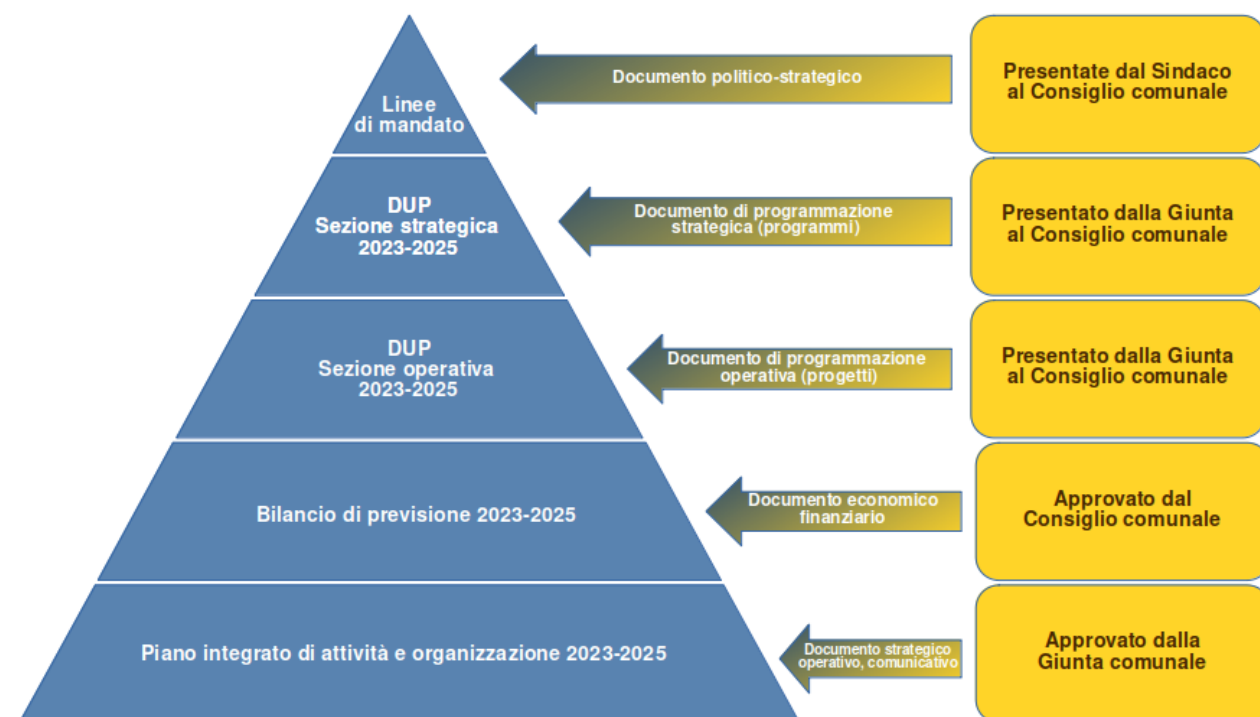 Linee
di mandato
Documento politico-strategico
Presentate dal Sindaco
al Consiglio comunale
DUP
Sezione strategica
2023-2025
Documento di programmazione
strategica (programmi)
Presentato dalla Giunta
al Consiglio comunale
DUP
Sezione operativa
2023-2025
Documento di programmazione
operativa (progetti)
Presentato dalla Giunta
al Consiglio comunale
Bilancio di previsione 2023-2025
Documento economico
finanziario
Approvato dal
Consiglio comunale
Piano integrato di attività e organizzazione 2023-2025
Documento strategico
operativo, comunicativo
Approvato dalla
Giunta comunale